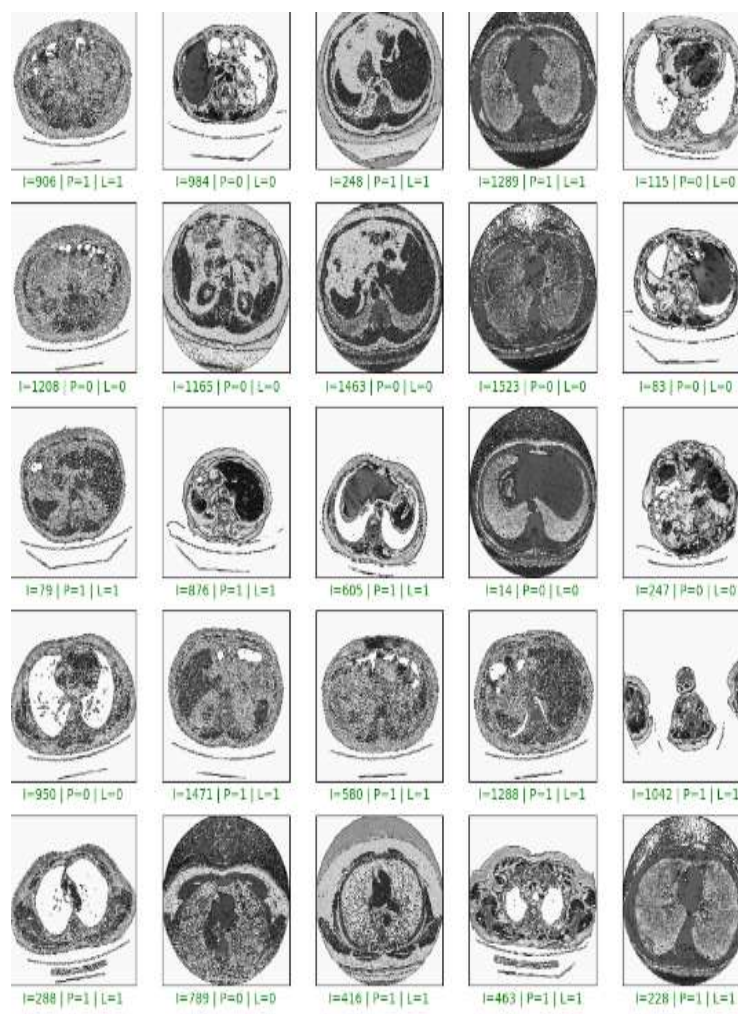 I=906 | P=1 | L=1
I=984 | P=0 | L=0
I=248 | P=1 | L=1
I=1289 | P=1 | L=1
I=115 | P=0 | L=0
I=1208 | P=0 | L=0
I=1165 | P=0 | L=0
I=1463 | P=0 | L=0
I=1523 | P=0 | L=0
I=83 | P=0 | L=0
I=79 | P=1 | L=1
I=876 | P=1 | L=1
I=605 | P=1 | L=1
I=14 | P=0 | L=0
I=247 | P=0 | L=0
I=950 | P=0 | L=0
I=1471 | P=1 | L=1
I=580 | P=1 | L=1
I=1288 | P=1 | L=1
I=1042 | P=1 | L=1
I=288 | P=1 | L=1
I=789 | P=0 | L=0
I=416 | P=1 | L=1
I=463 | P=1 | L=1
I=228 | P=1 | L=1